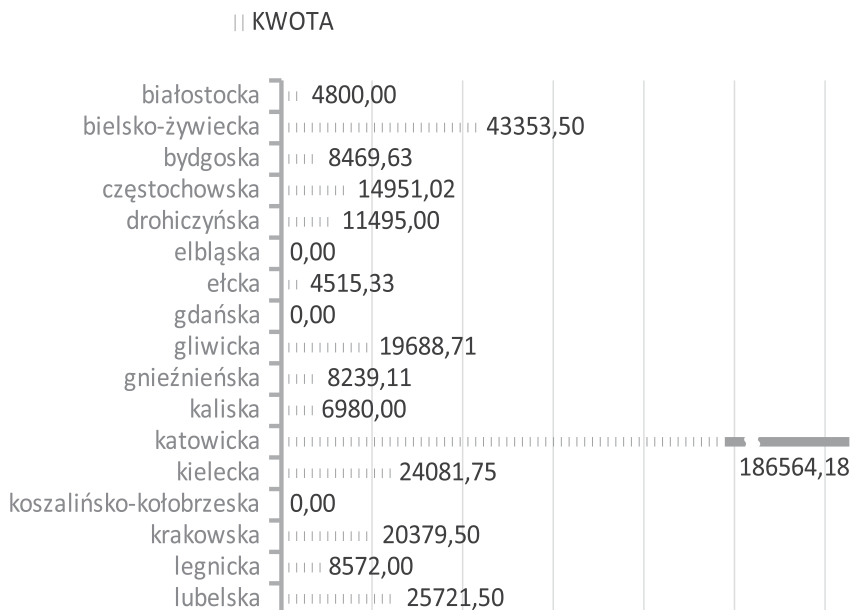 KWOTA
białostocka 4800,00
bielsko-żywiecka 43353,50
bydgoska 8469,63
częstochowska 14951,02
drohiczyńska 11495,00
elbląska 0,00
ełcka 4515,33
gdańska 0,00
gliwicka 19688,71
gnieźnieńska 8239,11
kaliska 6980,00
katowicka 186564,18
kielecka 24081,75
koszalińsko-kołobrzeska 0,00
krakowska 20379,50
legnicka 8572,00
lubelska 25721,50